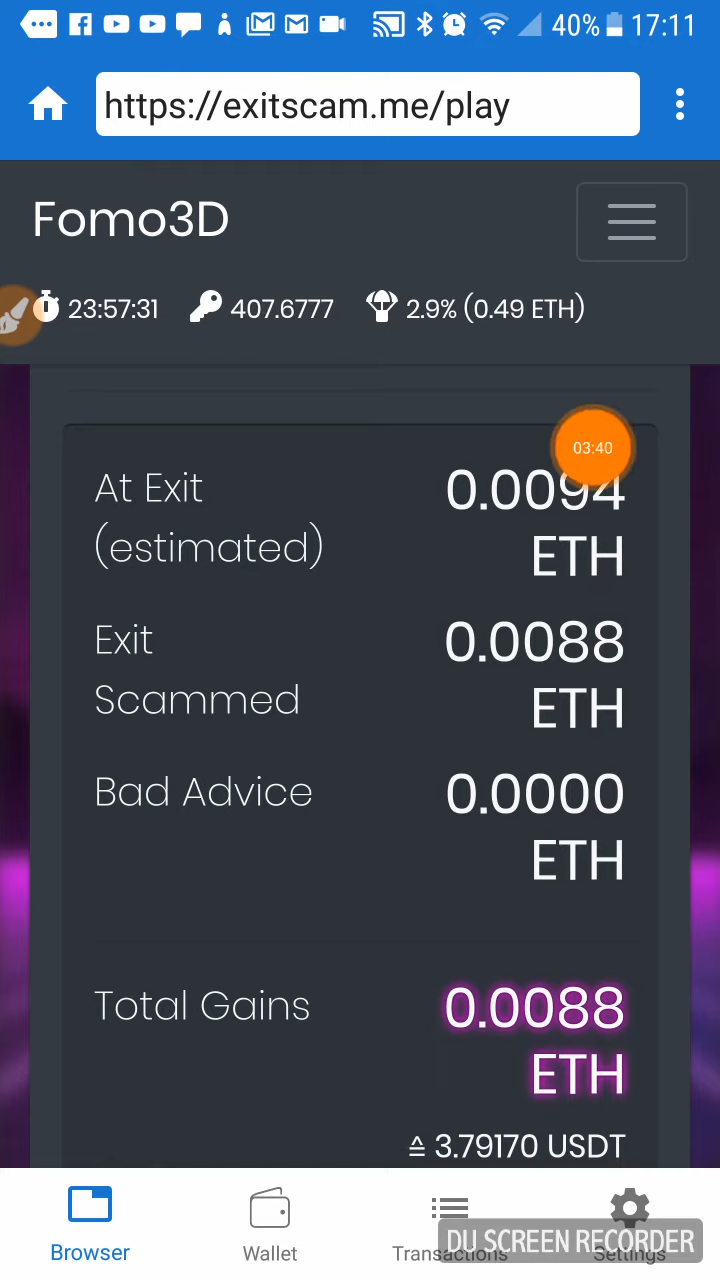 40% 17:11
https://exitscam.me/play
Fomo3D
23:57:31 407.6777 2.9% (0.49 ETH)
03:40
At Exit 0.0094
(estimated) ETH
Exit 0.0088
Scammed ETH
Bad Advice 0.0000
ETH
Total Gains 0.0088
ETH
≙ 3.79170 USDT
DU SCREEN RECORDER
Browser Wallet Transactions Settings